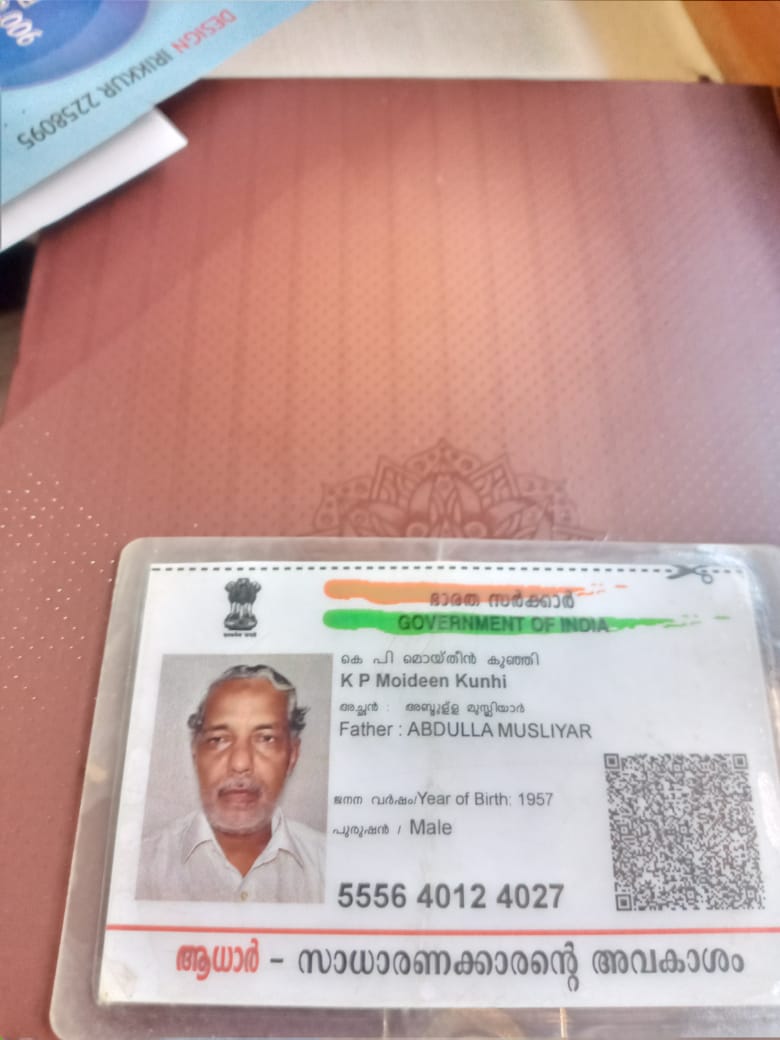 .006
DESIGN IRIKKUR 2258095
ഭാരത സർക്കാർ
GOVERNMENT OF INDIA
കെ പി മൊയ്തീൻ കുഞ്ഞി
K P Moideen Kunhi
അച്ഛൻ : അബ്ദുള്ള മുസ്ലിയാർ
Father : ABDULLA MUSLIYAR
ജനന വർഷം/Year of Birth: 1957
പുരുഷൻ / Male
5556 4012 4027
ആധാർ - സാധാരണക്കാരന്റെ അവകാശം